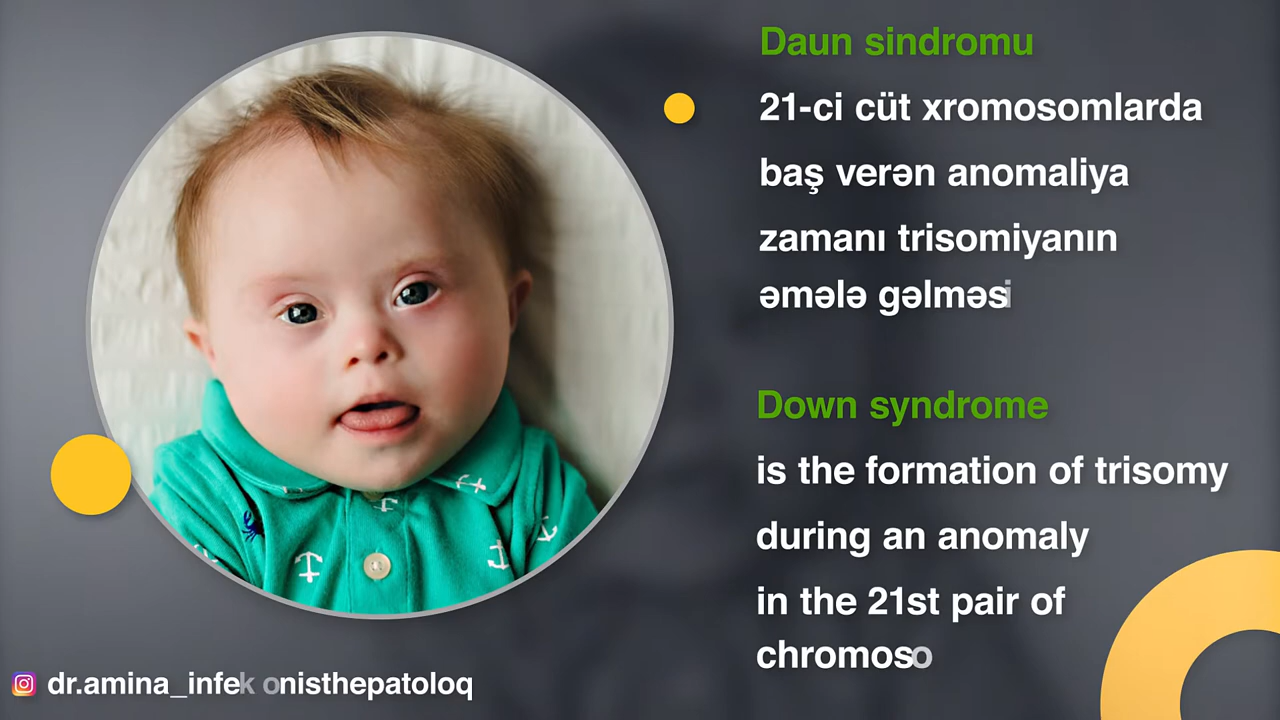 Daun sindromu
21-ci cüt xromosomlarda
baş verən anomaliya
zamanı trisomiyanın
əmələ gəlməsi
Down syndrome
is the formation of trisomy
during an anomaly
in the 21st pair of
chromoso
dr.amina_infek onisthepatoloq